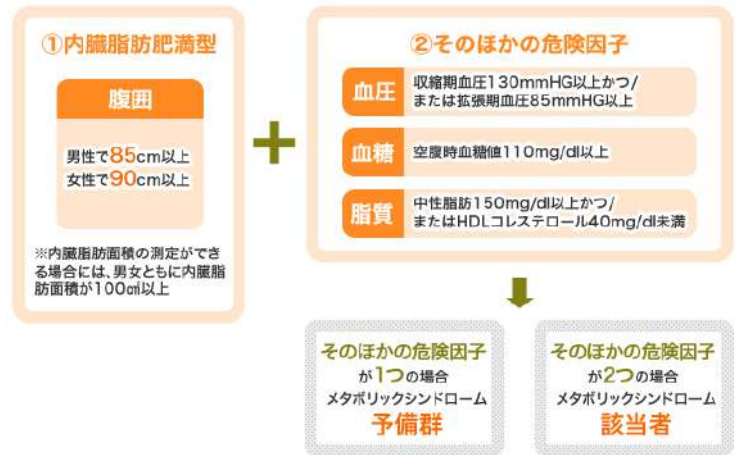 ①内臓脂肪肥満型
腹囲
男性で85cm以上
女性で90cm以上
※内臓脂肪面積の測定ができ
る場合には、男女ともに内臓脂
肪面積が100c㎡以上
②そのほかの危険因子
血圧
収縮期血圧130mmHG以上かつ/
または拡張期血圧85mmHG以上
血糖
空腹時血糖値110mg/dl以上
脂質
中性脂肪150mg/dl以上かつ/
またはHDLコレステロール40mg/dl未満
そのほかの危険因子
が1つの場合
メタボリックシンドローム
予備群
そのほかの危険因子
が2つの場合
メタボリックシンドローム
該当者